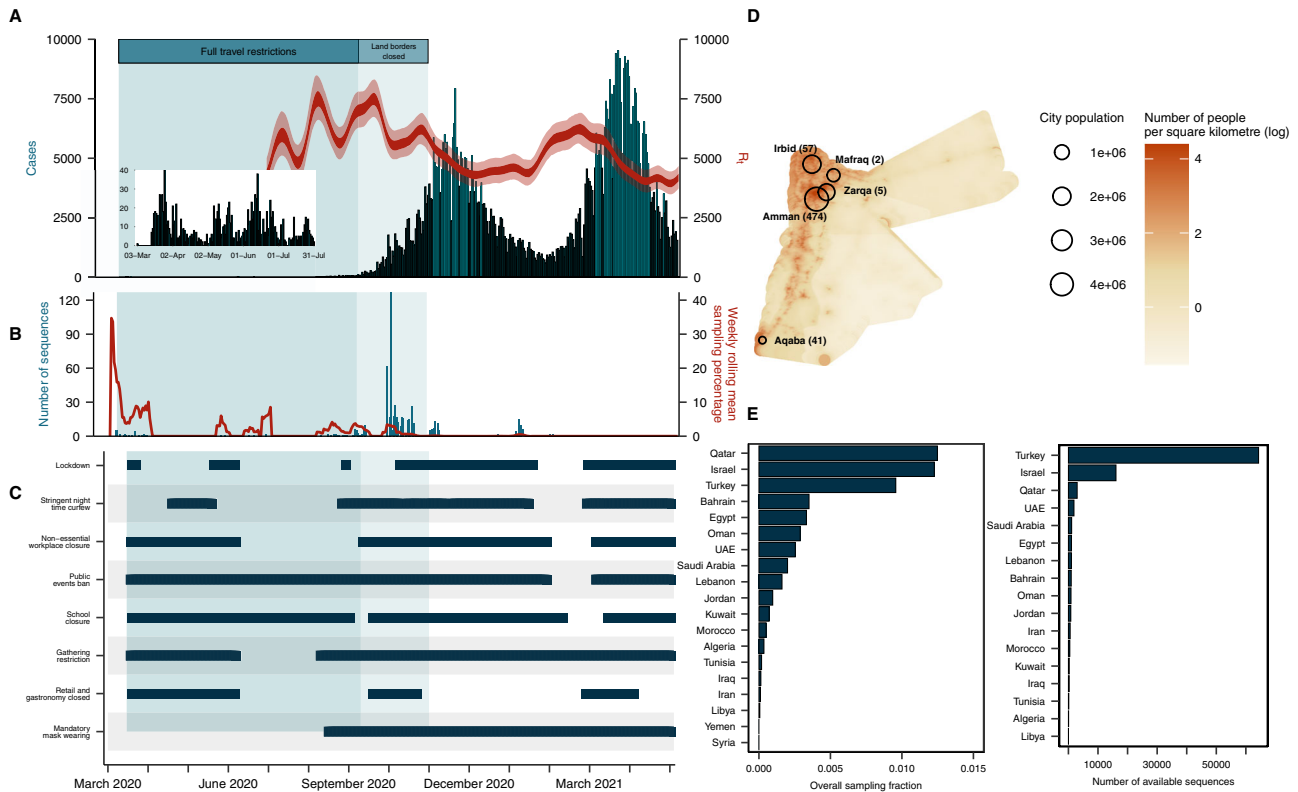 A
Full travel restrictions
Land borders
closed
10000
7500
5000
2500
0
Cases
10000
7500
5000
2500
0
Rt
40
30
20
10
0
03−Mar
02−Apr
02−May
01−Jun
01−Jul
31−Jul
B
120
90
60
30
0
Number of sequences
40
30
20
10
0
Weekly rolling mean
sampling percentage
C
Lockdown
Stringent night
time curfew
Non−essential
workplace closure
Public
events ban
School
closure
Gathering
restriction
Retail and
gastronomy closed
Mandatory
mask wearing
March 2020
June 2020
September 2020
December 2020
March 2021
D
Irbid (57)
Mafraq (2)
Zarqa (5)
Amman (474)
Aqaba (41)
City population
1e+06
2e+06
3e+06
4e+06
Number of people
per square kilometre (log)
4
2
0
E
Qatar
Israel
Turkey
Bahrain
Egypt
Oman
UAE
Saudi Arabia
Lebanon
Jordan
Kuwait
Morocco
Algeria
Tunisia
Iraq
Iran
Libya
Yemen
Syria
0.000
0.005
0.010
0.015
Overall sampling fraction
Turkey
Israel
Qatar
UAE
Saudi Arabia
Egypt
Lebanon
Bahrain
Oman
Jordan
Iran
Morocco
Kuwait
Iraq
Tunisia
Algeria
Libya
10000
30000
50000
Number of available sequences